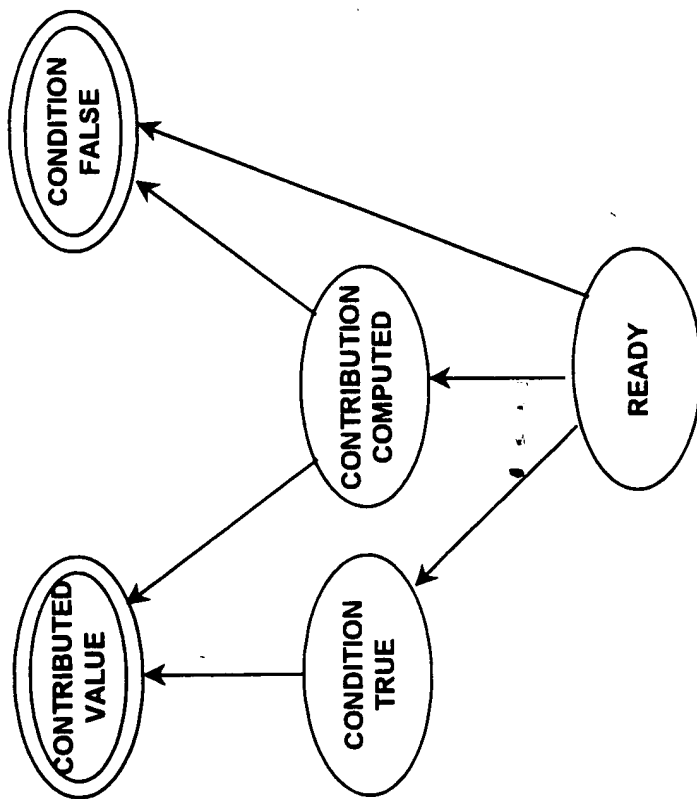 READY
CONDITION
TRUE
CONTRIBUTION
COMPUTED
CONTRIBUTED
VALUE
CONDITION
FALSE